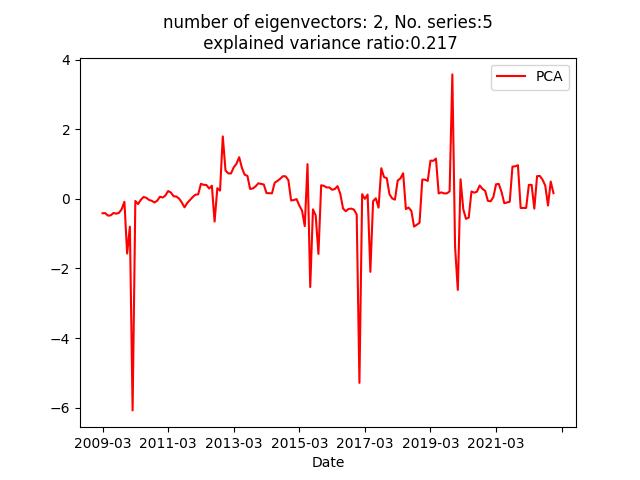 number of eigenvectors: 2, No. series:5
explained variance ratio:0.217
PCA
4
2
0
−2
−4
−6
2009-03 2011-03 2013-03 2015-03 2017-03 2019-03 2021-03
Date